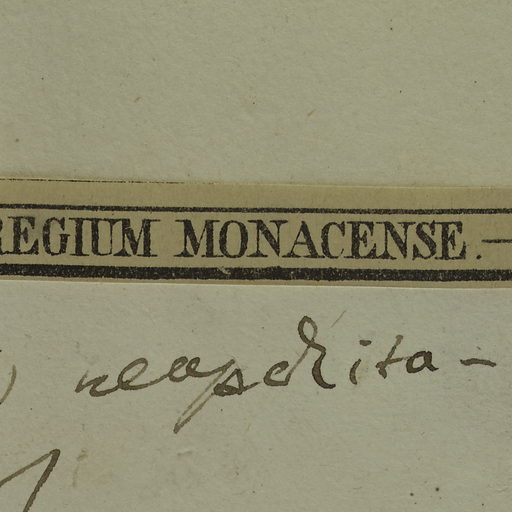 REGIUM MONACENSE. —
neapolita-